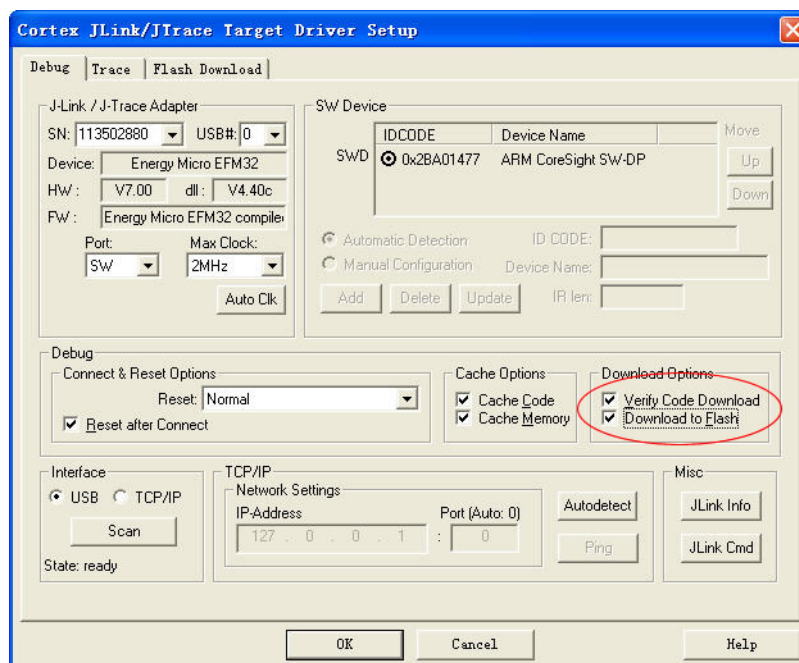 Cortex JLink/JTrace Target Driver Setup
Debug Trace Flash Download
J-Link / J-Trace Adapter
SN: 113502880 USB#: 0
Device: Energy Micro EFM32
HW : V7.00 dll : V4.40c
FW : Energy Micro EFM32 compile
Port: Max Clock:
SW 2MHz
Auto Clk
SW Device
IDCODE Device Name Move
SWD 0x2BA01477 ARM CoreSight SW-DP Up
Down
Automatic Detection ID CODE:
Manual Configuration Device Name:
Add Delete Update IR len:
Debug
Connect & Reset Options
Reset: Normal
Reset after Connect
Cache Options
Cache Code
Cache Memory
Download Options
Verify Code Download
Download to Flash
Interface
USB TCP/IP
Scan
State: ready
TCP/IP
Network Settings
IP-Address Port (Auto: 0)
127 . 0 . 0 . 1 : 0
Autodetect
Ping
Misc
JLink Info
JLink Cmd
OK Cancel Help